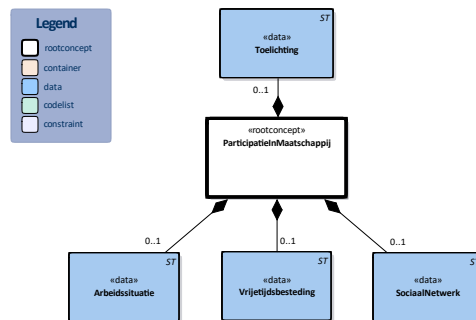 Legend
rootconcept
container
data
codelist
constraint
ST
«data»
Toelichting
0..1
«rootconcept»
ParticipatieInMaatschappij
0..1
0..1
0..1
ST
«data»
Arbeidssituatie
ST
«data»
Vrijetijdsbesteding
ST
«data»
SociaalNetwerk